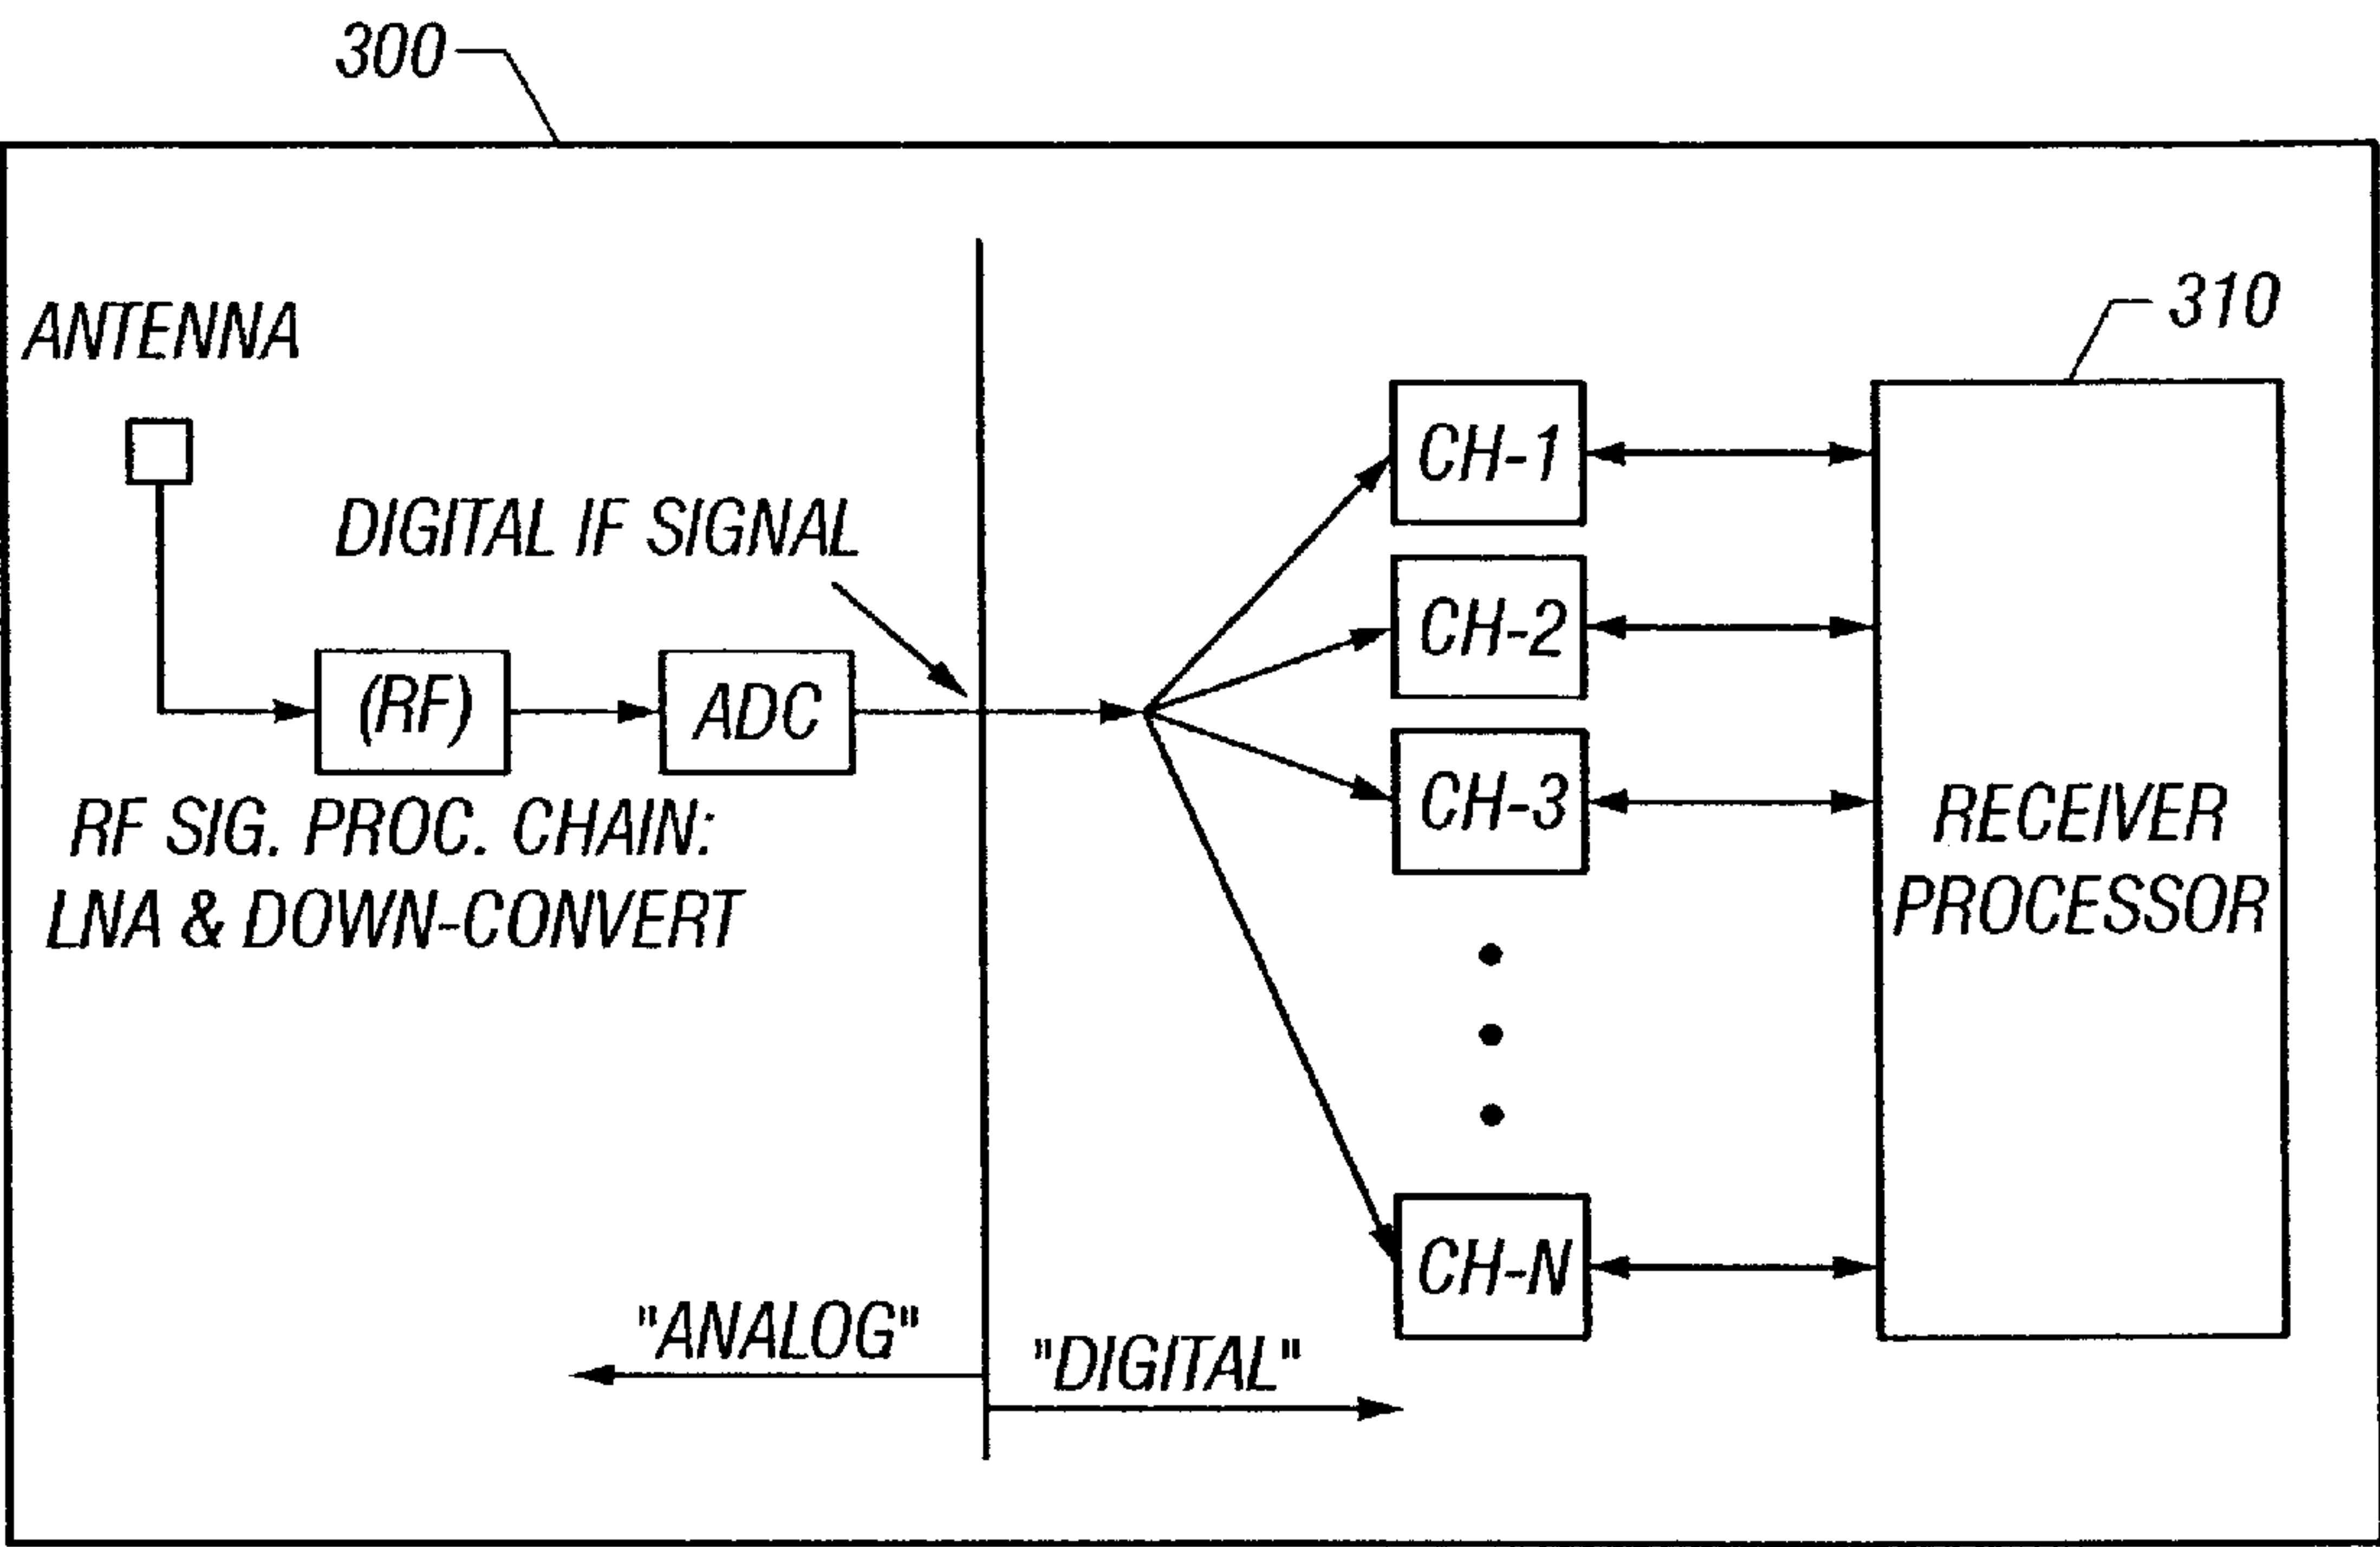 300
310
ANTENNA
DIGITAL IF SIGNAL
(RF)
ADC
RF SIG. PROC. CHAIN:
LNA & DOWN-CONVERT
CH-1
CH-2
CH-3
CH-N
RECEIVER
PROCESSOR
"ANALOG"
"DIGITAL"